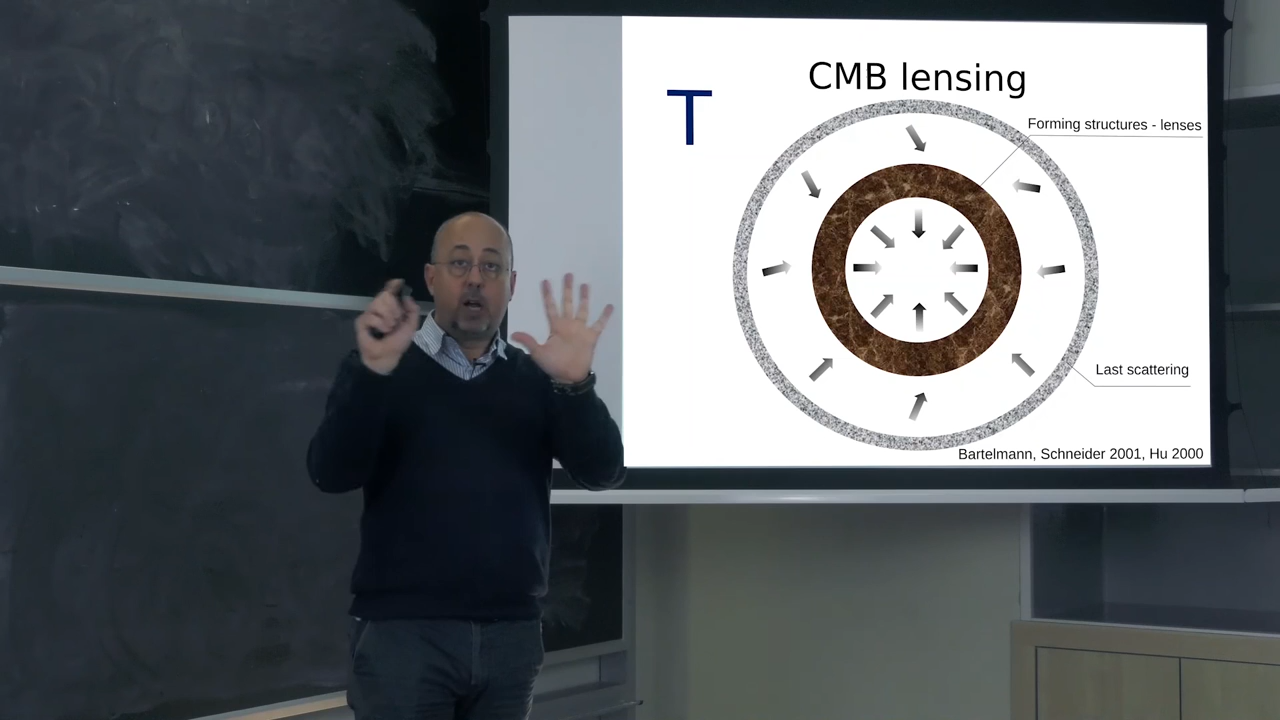 CMB lensing
T
Forming structures - lenses
Last scattering
Bartelmann, Schneider 2001, Hu 2000